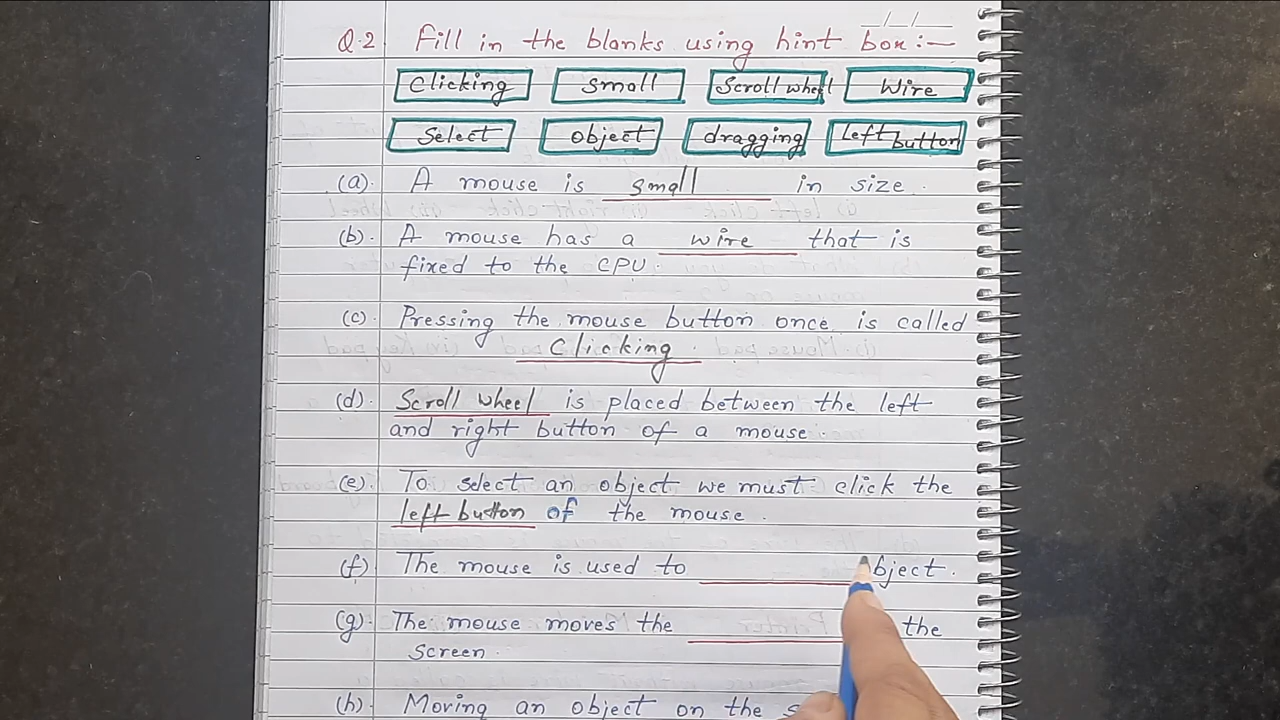 _/_/_
Q.2 Fill in the blanks using hint box :-
Clicking Small Scroll wheel Wire
Select object dragging Left button
(a). A mouse is small in size.
(b). A mouse has a wire that is
fixed to the CPU.
(c). Pressing the mouse button once is called
Clicking.
(d). Scroll wheel is placed between the left
and right button of a mouse.
(e). To select an object we must click the
left button of the mouse.
(f). The mouse is used to ______ bject.
(g). The mouse moves the ______ the
screen.
(h). Moving an object on the